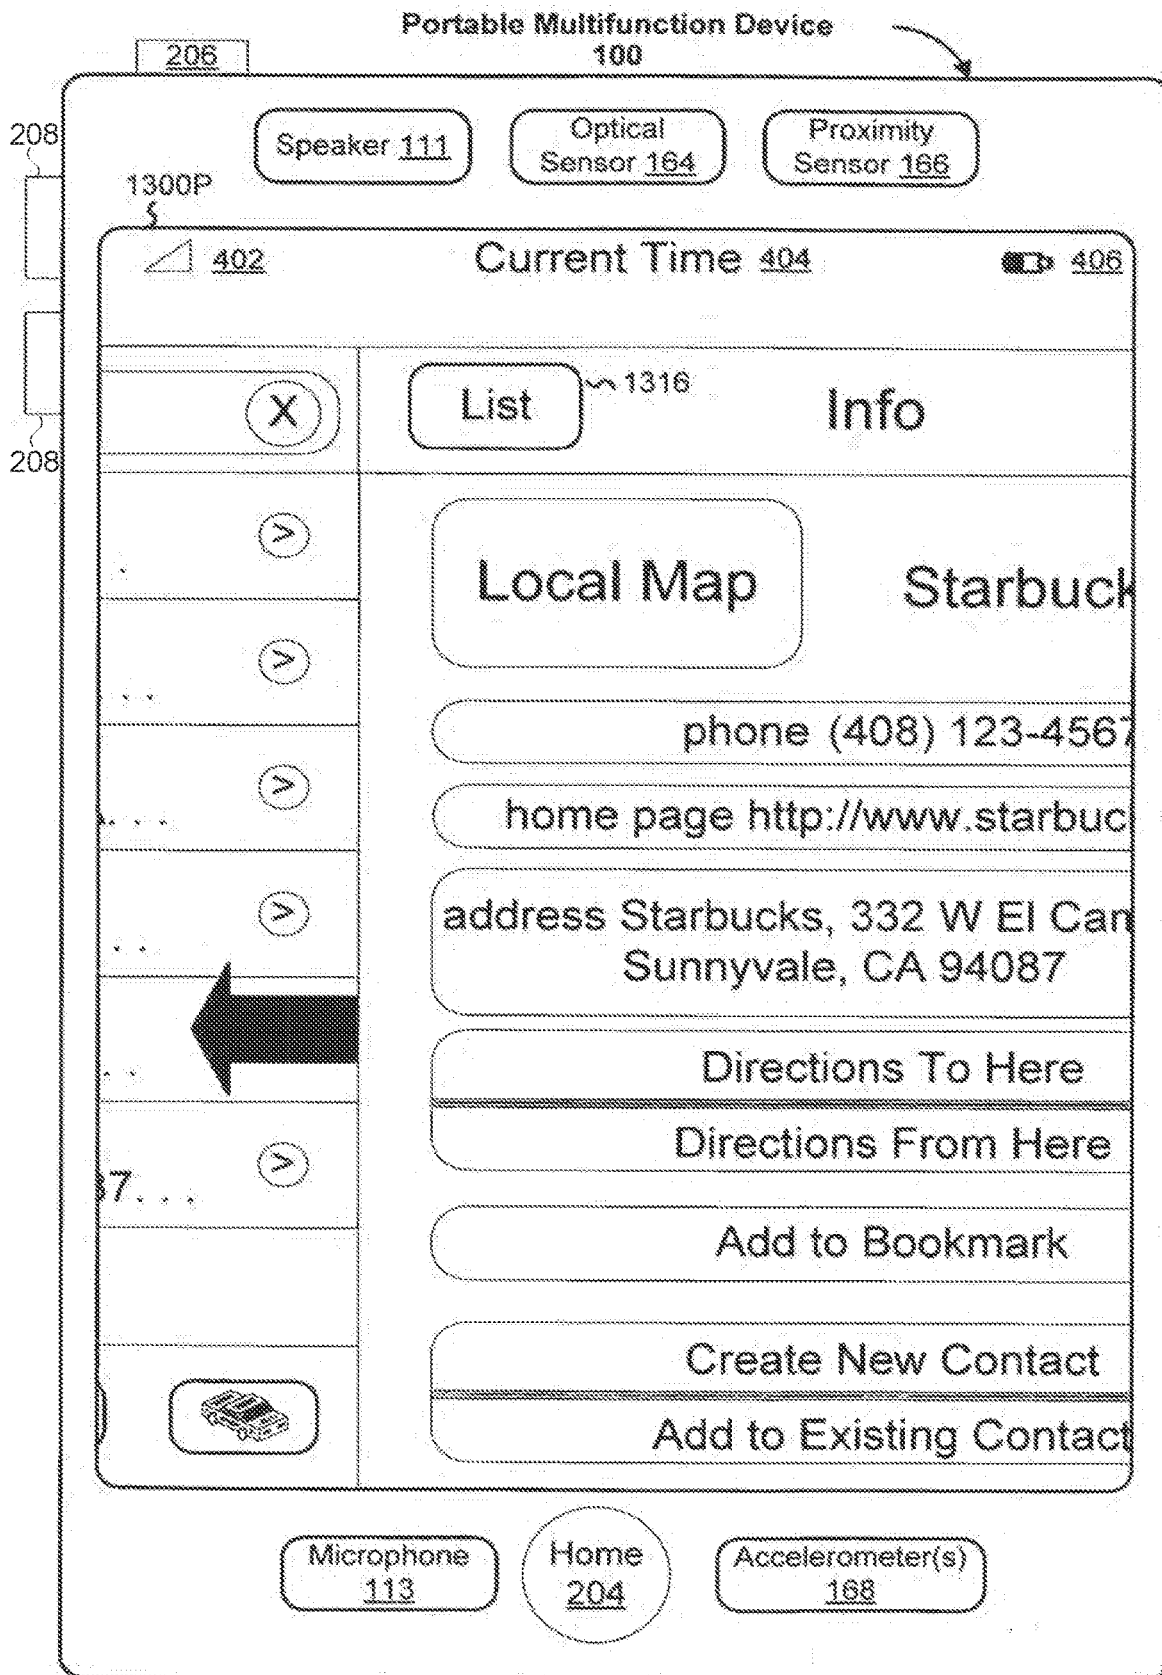 Portable Multifunction Device
100
206
208
208
Speaker 111
Optical
Sensor 164
Proximity
Sensor 166
1300P
402
Current Time 404
406
X
List
1316
Info
Local Map
Starbuck
phone (408) 123-4567
home page http://www.starbuc
address Starbucks, 332 W El Cam
Sunnyvale, CA 94087
Directions To Here
Directions From Here
37. . .
Add to Bookmark
Create New Contact
Add to Existing Contact
Microphone
113
Home
204
Accelerometer(s)
168